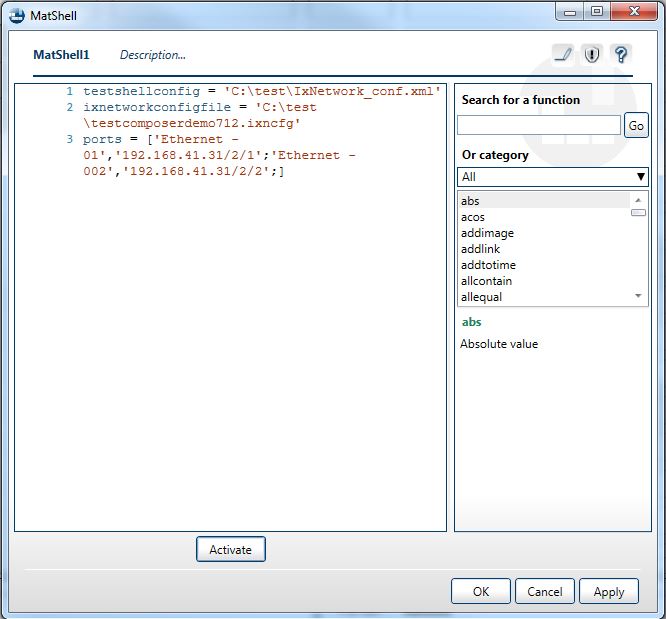 MatShell
MatShell1
Description...
1 testshellconfig = 'C:\test\IxNetwork_conf.xml'
2 ixnetworkconfigfile = 'C:\test
\testcomposerdemo712.ixncfg'
3 ports = ['Ethernet -
01','192.168.41.31/2/1';'Ethernet -
002','192.168.41.31/2/2';]
Activate
Search for a function
Go
Or category
All
abs
acos
addimage
addlink
addtotime
allcontain
allequal
abs
Absolute value
OK
Cancel
Apply